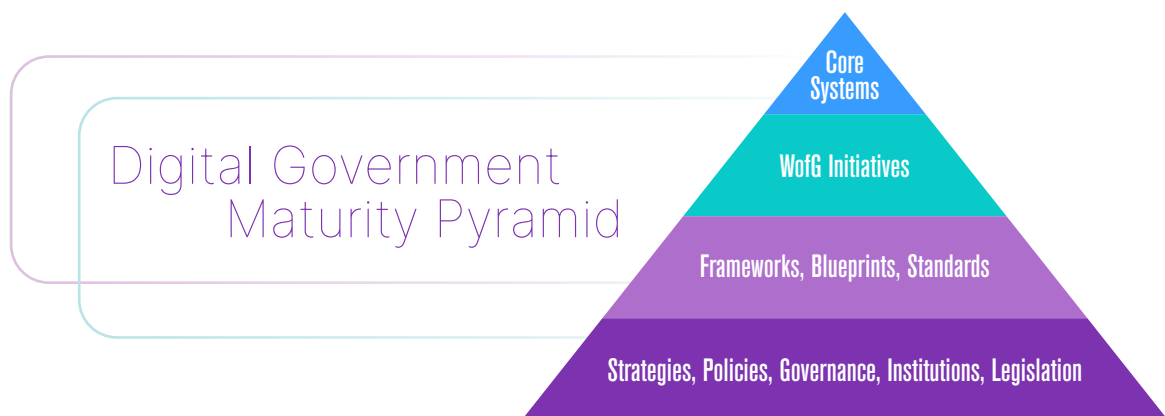 Digital Government
Maturity Pyramid
Core
Systems
WofG Initiatives
Frameworks, Blueprints, Standards
Strategies, Policies, Governance, Institutions, Legislation